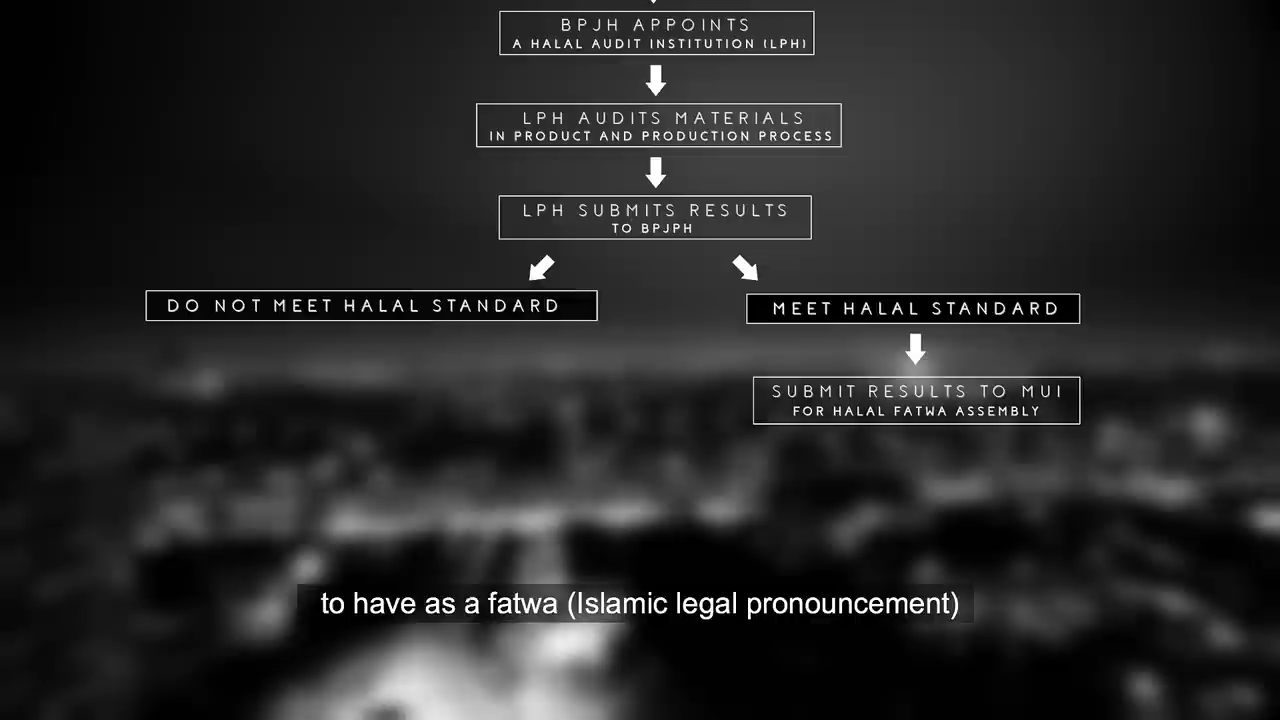 BPJH APPOINTS
A HALAL AUDIT INSTITUTION (LPH)
LPH AUDITS MATERIALS
IN PRODUCT AND PRODUCTION PROCESS
LPH SUBMITS RESULTS
TO BPJPH
DO NOT MEET HALAL STANDARD
MEET HALAL STANDARD
SUBMIT RESULTS TO MUI
FOR HALAL FATWA ASSEMBLY
to have as a fatwa (Islamic legal pronouncement)